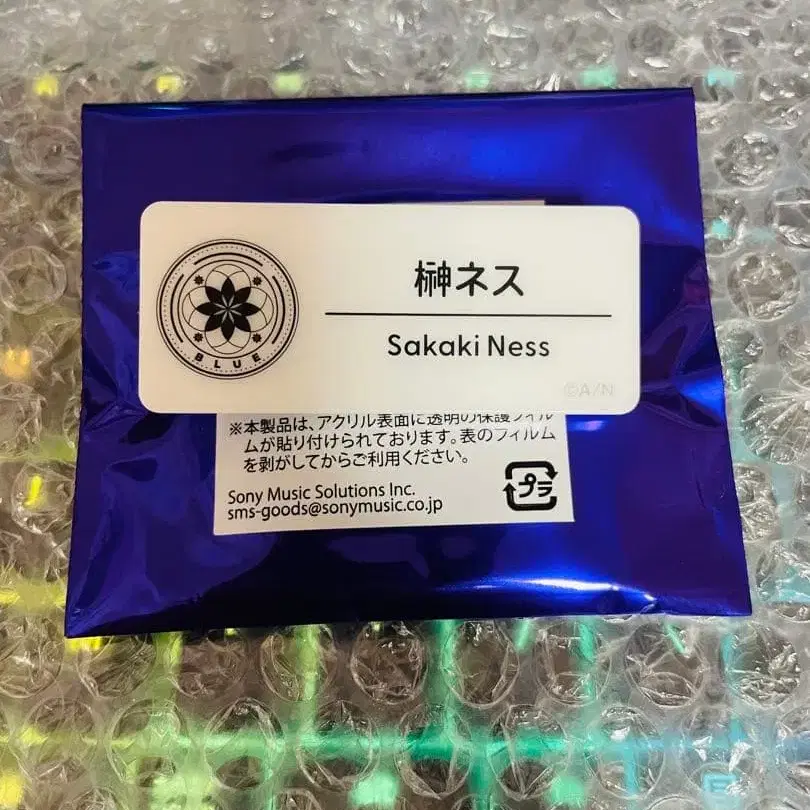 BLUE
榊ネス
Sakaki Ness
©A/N
※本製品は、アクリル表面に透明の保護フィル
ムが貼り付けられております。表のフィルム
を剥がしてからご利用ください。
プラ
Sony Music Solutions Inc.
sms-goods@sonymusic.co.jp